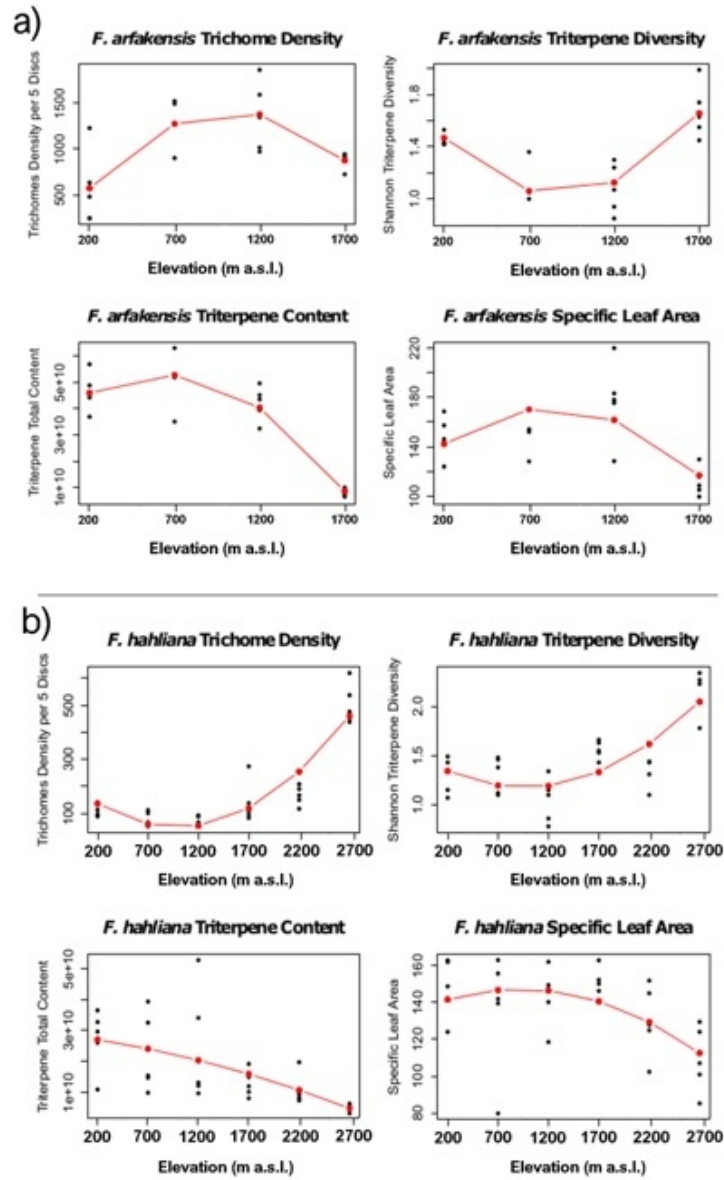 a)
F. arfakensis Trichome Density
F. arfakensis Triterpene Diversity
Trichomes Density per 5 Discs
500 1000 1500
200 700 1200 1700
Elevation (m a.s.l.)
Shannon Triterpene Diversity
1.0 1.4 1.8
200 700 1200 1700
Elevation (m a.s.l.)
F. arfakensis Triterpene Content
F. arfakensis Specific Leaf Area
Triterpene Total Content
1e+10 3e+10 5e+10
200 700 1200 1700
Elevation (m a.s.l.)
Specific Leaf Area
100 140 180 220
200 700 1200 1700
Elevation (m a.s.l.)
b)
F. hahliana Trichome Density
F. hahliana Triterpene Diversity
Trichomes Density per 5 Discs
100 300 500
200 700 1200 1700 2200 2700
Elevation (m a.s.l.)
Shannon Triterpene Diversity
1.0 1.5 2.0
200 700 1200 1700 2200 2700
Elevation (m a.s.l.)
F. hahliana Triterpene Content
F. hahliana Specific Leaf Area
Triterpene Total Content
1e+10 3e+10 5e+10
200 700 1200 1700 2200 2700
Elevation (m a.s.l.)
Specific Leaf Area
80 100 120 140 160
200 700 1200 1700 2200 2700
Elevation (m a.s.l.)